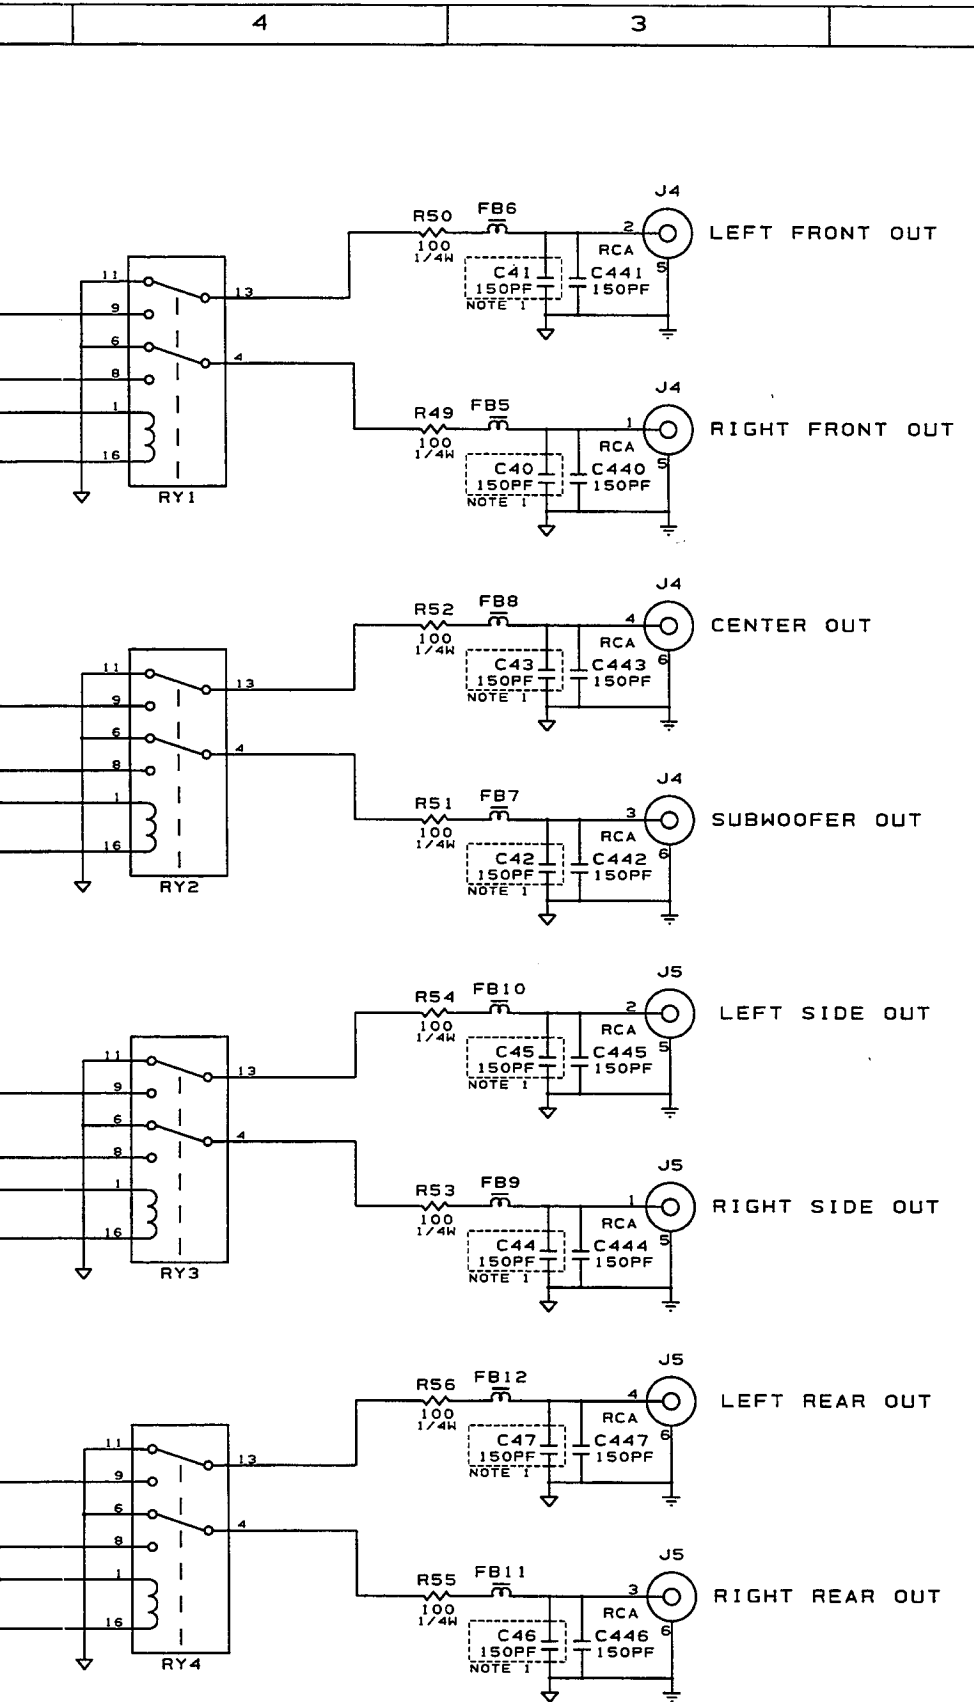 4 3
J4
R50 FB6 2 LEFT FRONT OUT
100 RCA
1/4W
C41 C441 5
150PF 150PF
NOTE 1
11 13
9
6 4
8
1
16
RY1
J4
R49 FB5 1 RIGHT FRONT OUT
100 RCA
1/4W
C40 C440 5
150PF 150PF
NOTE 1
J4
R52 FB8 4 CENTER OUT
100 RCA
1/4W
C43 C443 6
150PF 150PF
NOTE 1
11 13
9
6 4
8
1
16
RY2
J4
R51 FB7 3 SUBWOOFER OUT
100 RCA
1/4W
C42 C442 6
150PF 150PF
NOTE 1
J5
R54 FB10 2 LEFT SIDE OUT
100 RCA
1/4W
C45 C445 5
150PF 150PF
NOTE 1
11 13
9
6 4
8
1
16
RY3
J5
R53 FB9 1 RIGHT SIDE OUT
100 RCA
1/4W
C44 C444 5
150PF 150PF
NOTE 1
J5
R56 FB12 4 LEFT REAR OUT
100 RCA
1/4W
C47 C447 6
150PF 150PF
NOTE 1
11 13
9
6 4
8
1
16
RY4
J5
R55 FB11 3 RIGHT REAR OUT
100 RCA
1/4W
C46 C446 6
150PF 150PF
NOTE 1